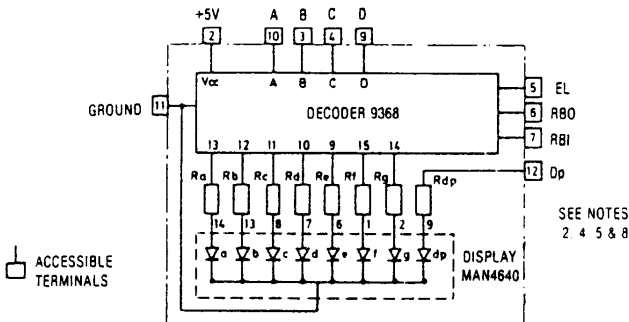 +5V A B C D
2 10 3 4 9
Vcc A B C D
GROUND 11
DECODER 9368
5 EL
6 RBO
7 RBI
13 12 11 10 9 15 14
12 Dp
Ra Rb Rc Rd Re Rf Rg Rdp
14 13 8 7 6 1 2 9
a b c d e f g dp
SEE NOTES
2. 4 5 & 8
DISPLAY
MAN4640
ACCESSIBLE
TERMINALS